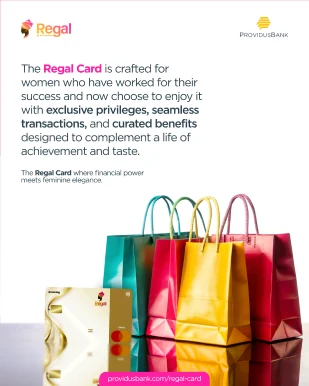 Regal
PROVIDUSBANK
The Regal Card is crafted for
women who have worked for their
success and now choose to enjoy it
with exclusive privileges, seamless
transactions, and curated benefits
designed to complement a life of
achievement and taste.
The Regal Card where financial power
meets feminine elegance.
Regal
providusbank.com/regal-card